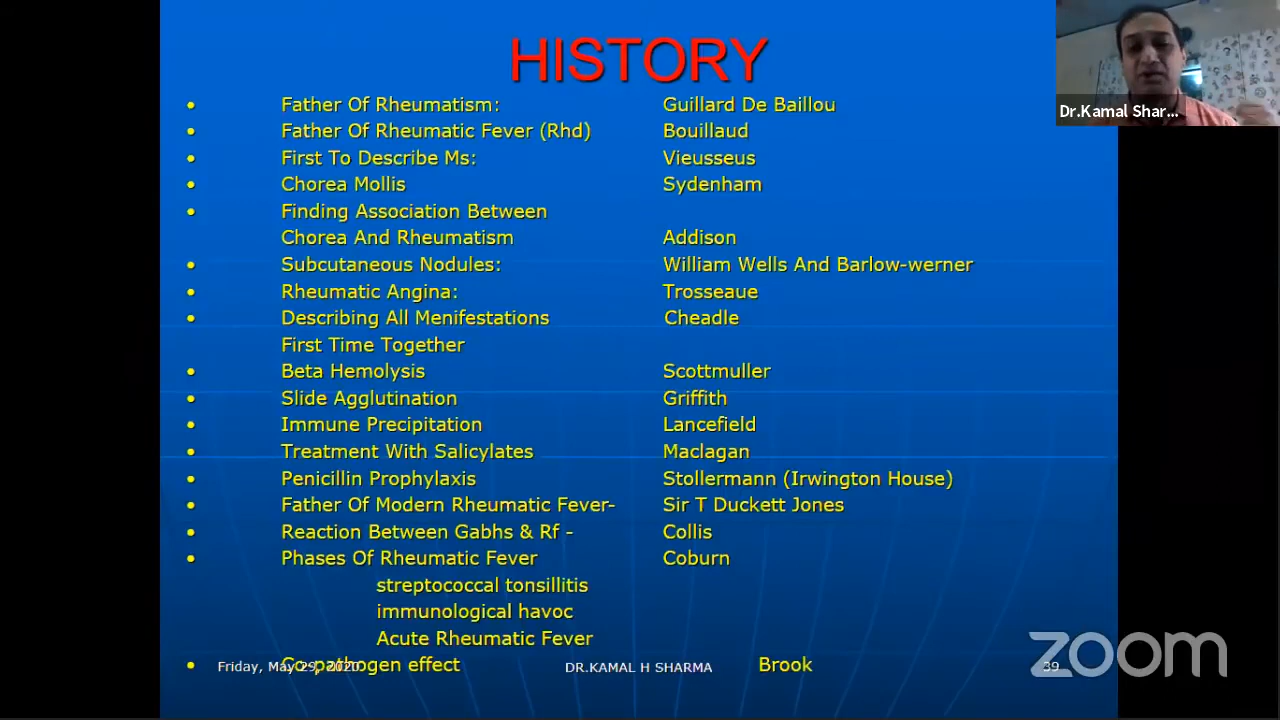 HISTORY
Dr.Kamal Shar...
• Father Of Rheumatism: Guillard De Baillou
• Father Of Rheumatic Fever (Rhd) Bouillaud
• First To Describe Ms: Vieusseus
• Chorea Mollis Sydenham
• Finding Association Between
Chorea And Rheumatism Addison
• Subcutaneous Nodules: William Wells And Barlow-werner
• Rheumatic Angina: Trosseaue
• Describing All Menifestations Cheadle
First Time Together
• Beta Hemolysis Scottmuller
• Slide Agglutination Griffith
• Immune Precipitation Lancefield
• Treatment With Salicylates Maclagan
• Penicillin Prophylaxis Stollermann (Irwington House)
• Father Of Modern Rheumatic Fever- Sir T Duckett Jones
• Reaction Between Gabhs & Rf - Collis
• Phases Of Rheumatic Fever Coburn
streptococcal tonsillitis
immunological havoc
Acute Rheumatic Fever
• Co-pathogen effect Brook
Friday, May 29, 2020 DR.KAMAL H SHARMA 39
zoom